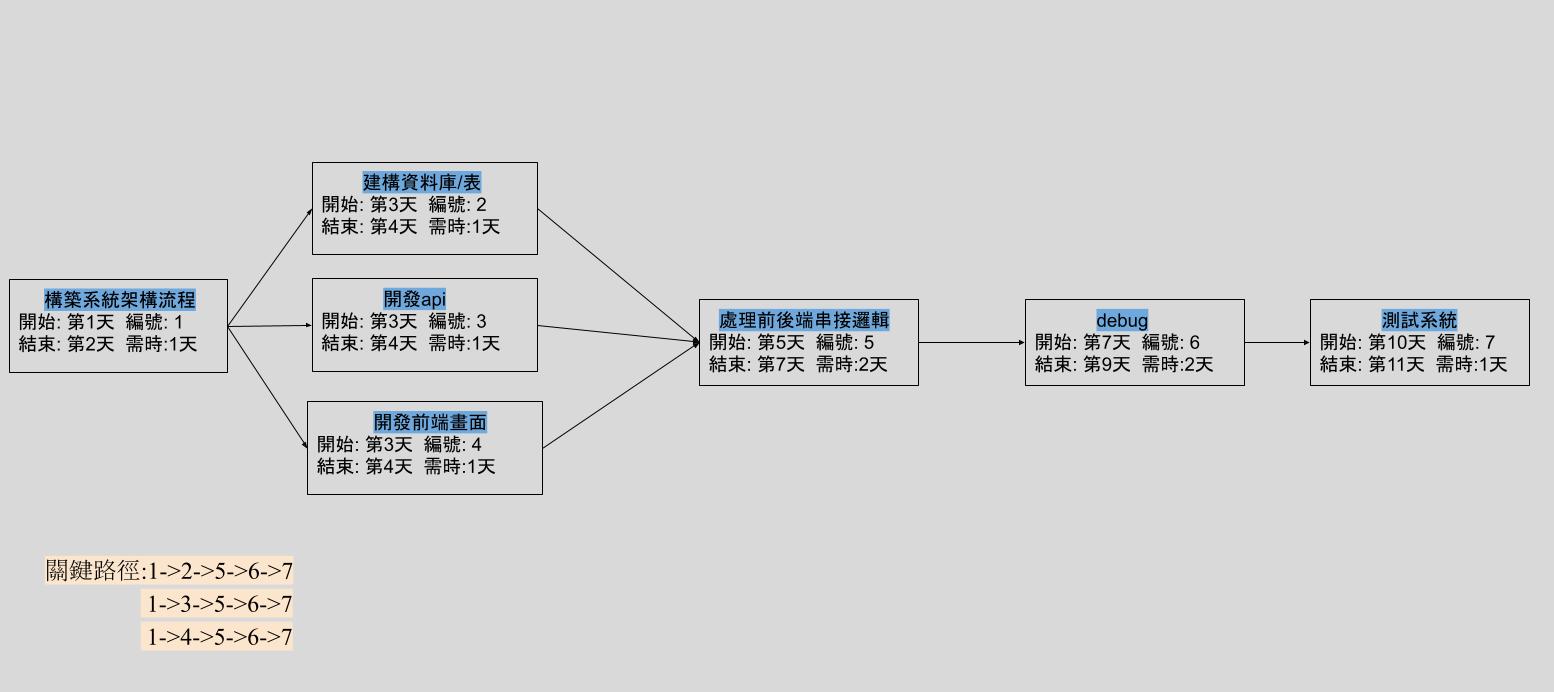 構築系統架構流程
開始: 第1天 編號: 1
結束: 第2天 需時:1天
建構資料庫/表
開始: 第3天 編號: 2
結束: 第4天 需時:1天
開發api
開始: 第3天 編號: 3
結束: 第4天 需時:1天
開發前端畫面
開始: 第3天 編號: 4
結束: 第4天 需時:1天
處理前後端串接邏輯
開始: 第5天 編號: 5
結束: 第7天 需時:2天
debug
開始: 第7天 編號: 6
結束: 第9天 需時:2天
測試系統
開始: 第10天 編號: 7
結束: 第11天 需時:1天
關鍵路徑:1->2->5->6->7
1->3->5->6->7
1->4->5->6->7